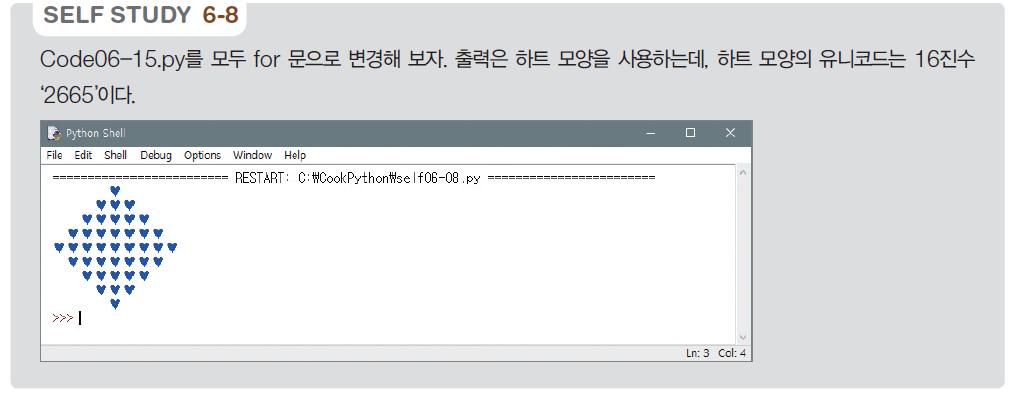 SELF STUDY 6-8
Code06-15.py를 모두 for 문으로 변경해 보자. 출력은 하트 모양을 사용하는데, 하트 모양의 유니코드는 16진수
‘2665’이다.
Python Shell
File Edit Shell Debug Options Window Help
========================= RESTART: C:₩CookPython₩self06-08.py ========================
♥
♥♥♥
♥♥♥♥♥
♥♥♥♥♥♥♥
♥♥♥♥♥♥♥♥♥
♥♥♥♥♥♥♥
♥♥♥♥♥
♥♥♥
♥
>>>
Ln: 3 Col: 4